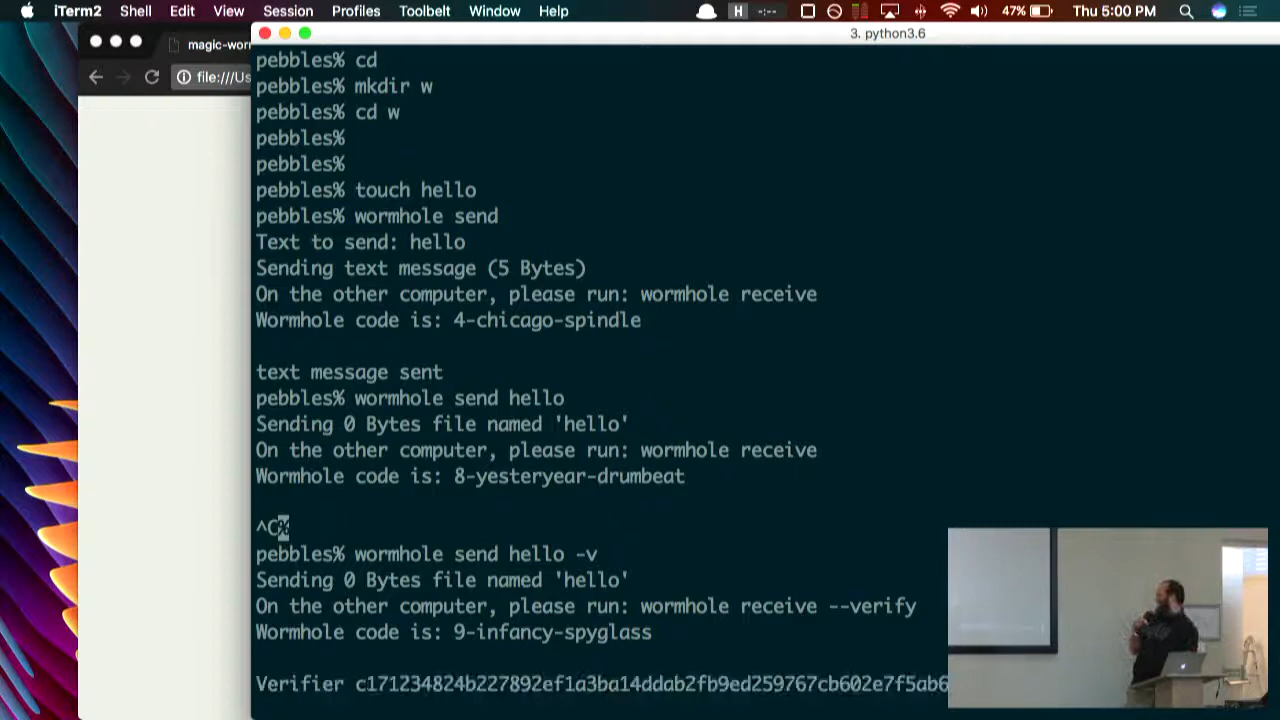 iTerm2 Shell Edit View Session Profiles Toolbelt Window Help H --:-- 47% Thu 5:00 PM
magic-wor
file:///Us
3. python3.6
pebbles% cd
pebbles% mkdir w
pebbles% cd w
pebbles%
pebbles%
pebbles% touch hello
pebbles% wormhole send
Text to send: hello
Sending text message (5 Bytes)
On the other computer, please run: wormhole receive
Wormhole code is: 4-chicago-spindle
text message sent
pebbles% wormhole send hello
Sending 0 Bytes file named 'hello'
On the other computer, please run: wormhole receive
Wormhole code is: 8-yesteryear-drumbeat
^C%
pebbles% wormhole send hello -v
Sending 0 Bytes file named 'hello'
On the other computer, please run: wormhole receive --verify
Wormhole code is: 9-infancy-spyglass
Verifier c171234824b227892ef1a3ba14ddab2fb9ed259767cb602e7f5ab6